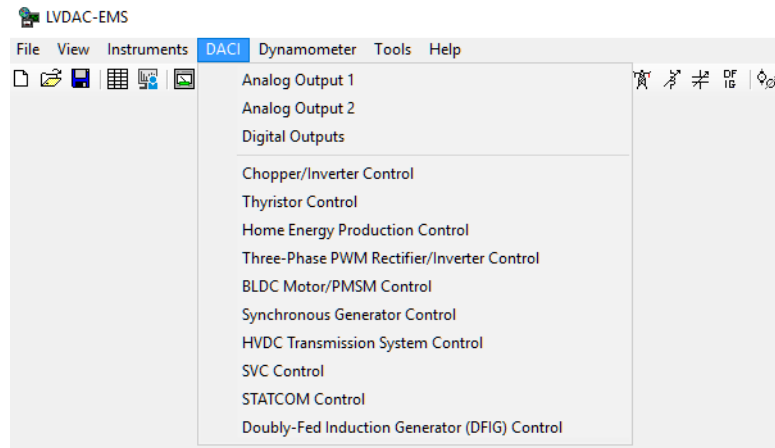 LVDAC-EMS
File View Instruments DACI Dynamometer Tools Help
DF
IG
Analog Output 1
Analog Output 2
Digital Outputs
Chopper/Inverter Control
Thyristor Control
Home Energy Production Control
Three-Phase PWM Rectifier/Inverter Control
BLDC Motor/PMSM Control
Synchronous Generator Control
HVDC Transmission System Control
SVC Control
STATCOM Control
Doubly-Fed Induction Generator (DFIG) Control